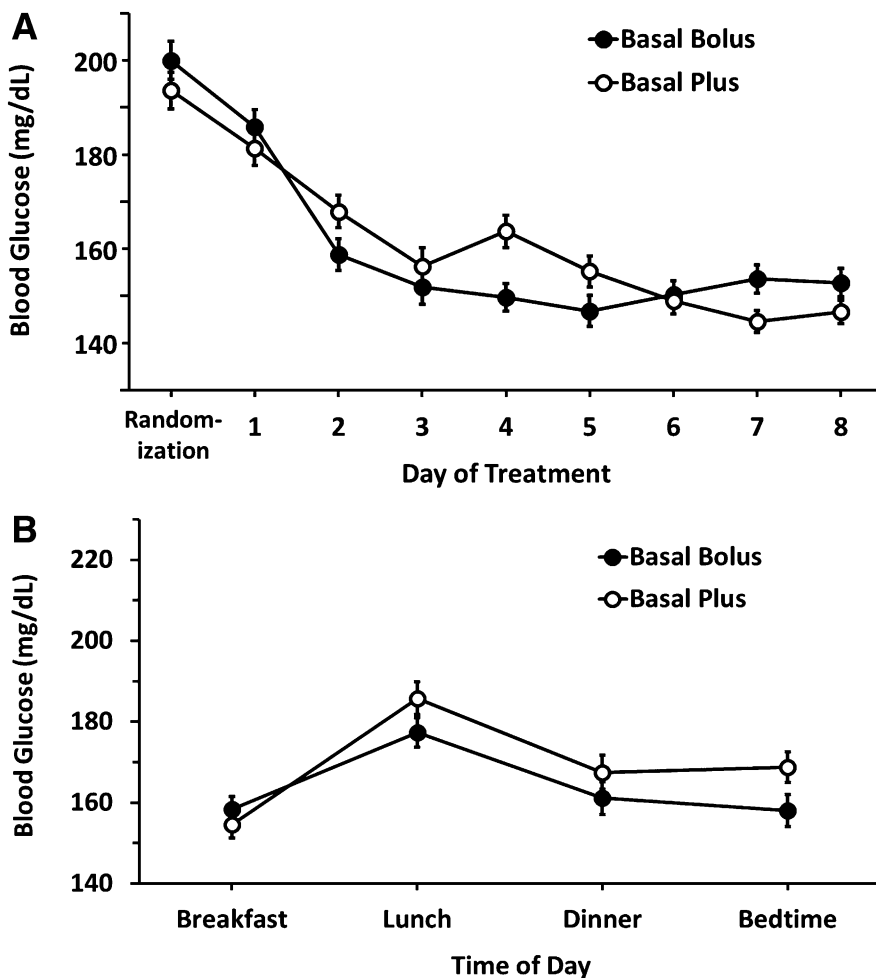 A
Blood Glucose (mg/dL)
200
180
160
140
Basal Bolus
Basal Plus
Random-
ization
1 2 3 4 5 6 7 8
Day of Treatment
B
Blood Glucose (mg/dL)
220
200
180
160
140
Basal Bolus
Basal Plus
Breakfast Lunch Dinner Bedtime
Time of Day